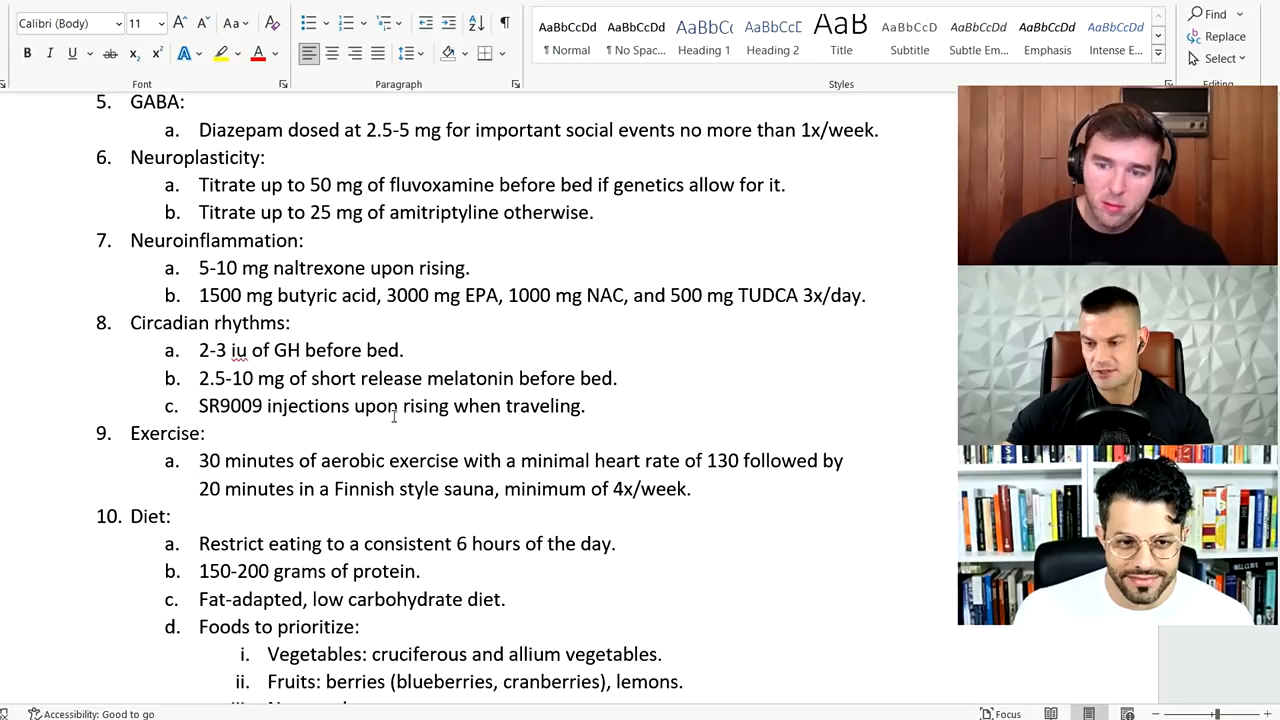 Calibri (Body)
11
Aa
Find
AaBbCcDd
AaBbCcDd
AaBbCc
AaBbCcC
AaB
AaBbCcDd
AaBbCcDd
AaBbCcDd
AaBbCcDd
Replace
¶ Normal
¶ No Spac...
Heading 1
Heading 2
Title
Subtitle
Subtle Em...
Emphasis
Intense E...
Select
Font
Paragraph
Styles
Editing
5. GABA:
a. Diazepam dosed at 2.5-5 mg for important social events no more than 1x/week.
6. Neuroplasticity:
a. Titrate up to 50 mg of fluvoxamine before bed if genetics allow for it.
b. Titrate up to 25 mg of amitriptyline otherwise.
7. Neuroinflammation:
a. 5-10 mg naltrexone upon rising.
b. 1500 mg butyric acid, 3000 mg EPA, 1000 mg NAC, and 500 mg TUDCA 3x/day.
8. Circadian rhythms:
a. 2-3 iu of GH before bed.
b. 2.5-10 mg of short release melatonin before bed.
c. SR9009 injections upon rising when traveling.
9. Exercise:
a. 30 minutes of aerobic exercise with a minimal heart rate of 130 followed by
20 minutes in a Finnish style sauna, minimum of 4x/week.
10. Diet:
a. Restrict eating to a consistent 6 hours of the day.
b. 150-200 grams of protein.
c. Fat-adapted, low carbohydrate diet.
d. Foods to prioritize:
i. Vegetables: cruciferous and allium vegetables.
ii. Fruits: berries (blueberries, cranberries), lemons.
Accessibility: Good to go
Focus